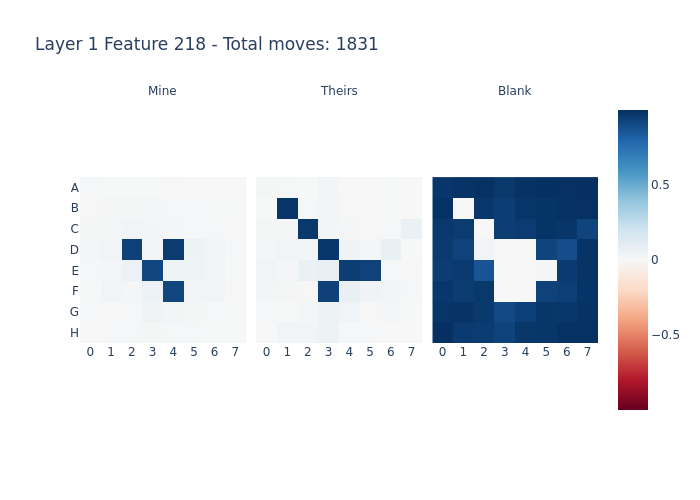 Layer 1 Feature 218 - Total moves: 1831
Mine Theirs Blank
A
B
C
D
E
F
G
H
0 1 2 3 4 5 6 7 0 1 2 3 4 5 6 7 0 1 2 3 4 5 6 7
0.5
0
−0.5